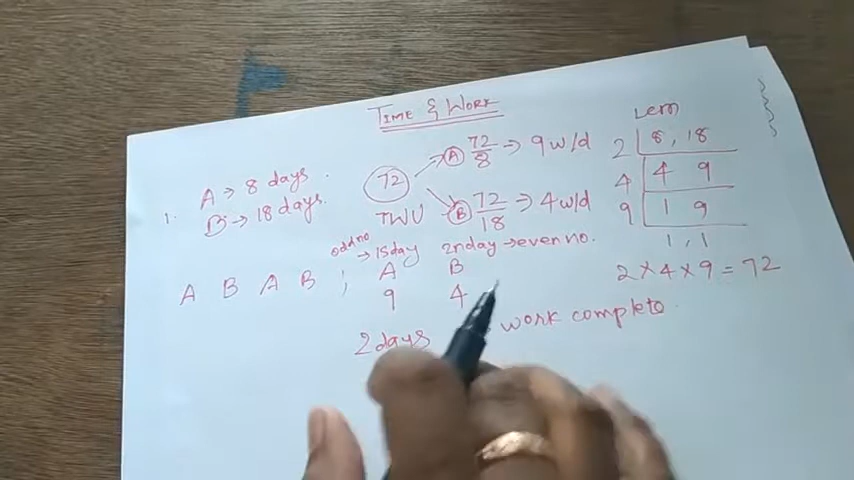 TIME & WORK
1. A → 8 days.
B → 18 days.
72
TWU
A 72/8 → 9 w/d
B 72/18 → 4 w/d
Lcm
2 | 8, 18
4 | 4 9
9 | 1 9
1, 1
2 × 4 × 9 = 72
odd no → 1st day 2nd day → even no.
A B A B ; A B
9 4
2 days work complete